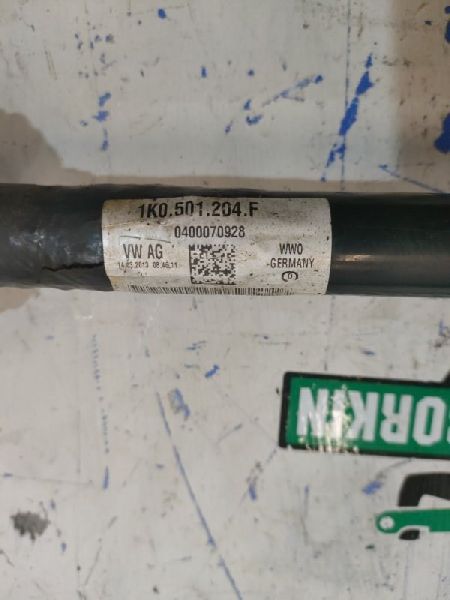 1K0.501.204.F
0400070928
VW AG
WWO
GERMANY
ORKIN